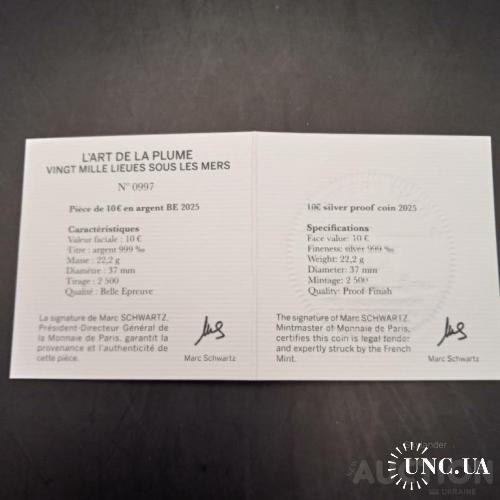 L'ART DE LA PLUME
VINGT MILLE LIEUES SOUS LES MERS
N° 0997
Pièce de 10€ en argent BE 2025
Caractéristiques
Valeur faciale : 10 €
Titre : argent 999 ‰
Masse : 22,2 g
Diamètre : 37 mm
Tirage : 2 500
Qualité : Belle Epreuve
La signature de Marc SCHWARTZ,
Président-Directeur Général de
la Monnaie de Paris, garantit la
provenance et l'authenticité de
cette pièce.
Marc Schwartz
10€ silver proof coin 2025
Specifications
Face value: 10 €
Fineness: silver 999 ‰
Weight: 22,2 g
Diameter: 37 mm
Mintage: 2 500
Quality: Proof Finish
The signature of Marc SCHWARTZ,
Mintmaster of Monnaie de Paris,
certifies this coin is legal tender
and expertly struck by the French
Mint.
Marc Schwartz
UNC.UA
UKRAINE